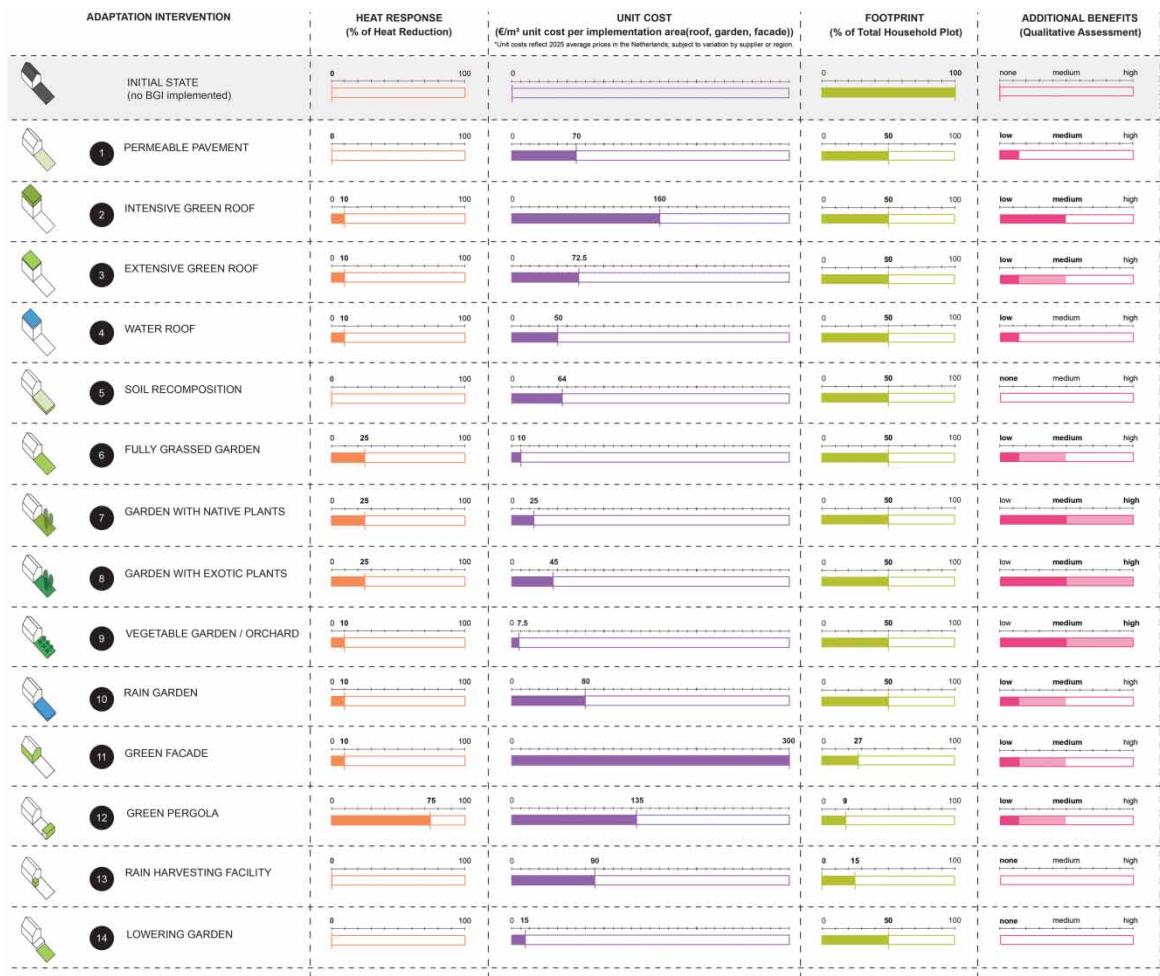 ADAPTATION INTERVENTION
HEAT RESPONSE
(% of Heat Reduction)
UNIT COST
(€/m² unit cost per implementation area(roof, garden, facade))
*Unit costs reflect 2025 average prices in the Netherlands; subject to variation by supplier or region.
FOOTPRINT
(% of Total Household Plot)
ADDITIONAL BENEFITS
(Qualitative Assessment)
INITIAL STATE
(no BGI implemented)
0 100
0
0 100
none medium high
1 PERMEABLE PAVEMENT
0 100
0 70
0 50 100
low medium high
2 INTENSIVE GREEN ROOF
0 10 100
0 160
0 50 100
low medium high
3 EXTENSIVE GREEN ROOF
0 10 100
0 72.5
0 50 100
low medium high
4 WATER ROOF
0 10 100
0 50
0 50 100
low medium high
5 SOIL RECOMPOSITION
0 100
0 64
0 50 100
none medium high
6 FULLY GRASSED GARDEN
0 25 100
0 10
0 50 100
low medium high
7 GARDEN WITH NATIVE PLANTS
0 25 100
0 25
0 50 100
low medium high
8 GARDEN WITH EXOTIC PLANTS
0 25 100
0 45
0 50 100
low medium high
9 VEGETABLE GARDEN / ORCHARD
0 10 100
0 7.5
0 50 100
low medium high
10 RAIN GARDEN
0 10 100
0 80
0 50 100
low medium high
11 GREEN FACADE
0 10 100
0 300
0 27 100
low medium high
12 GREEN PERGOLA
0 75 100
0 135
0 9 100
low medium high
13 RAIN HARVESTING FACILITY
0 100
0 90
0 15 100
none medium high
14 LOWERING GARDEN
0 100
0 15
0 50 100
none medium high